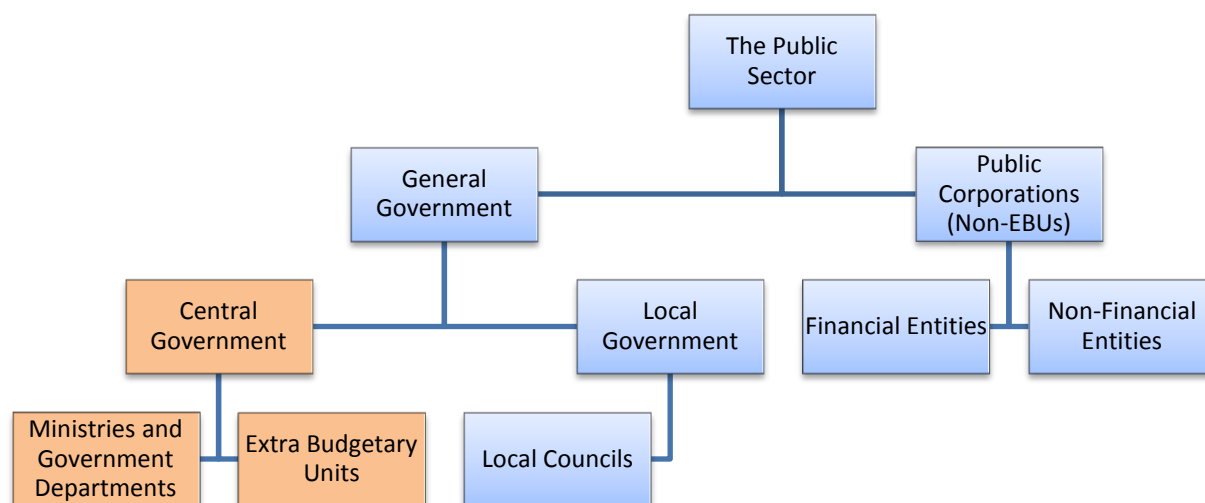 The Public
Sector
General
Government
Public
Corporations
(Non-EBUs)
Central
Government
Local
Government
Financial Entities
Non-Financial
Entities
Ministries and
Government
Departments
Extra Budgetary
Units
Local Councils